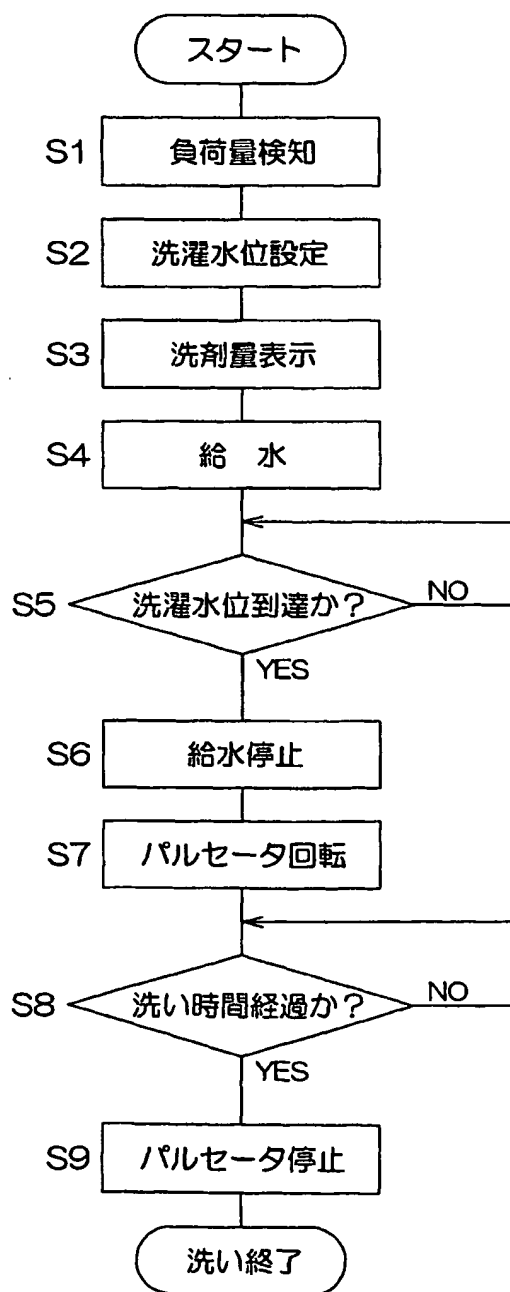 スタート
S1 負荷量検知
S2 洗濯水位設定
S3 洗剤量表示
S4 給 水
S5 洗濯水位到達か? NO
YES
S6 給水停止
S7 パルセータ回転
S8 洗い時間経過か? NO
YES
S9 パルセータ停止
洗い終了